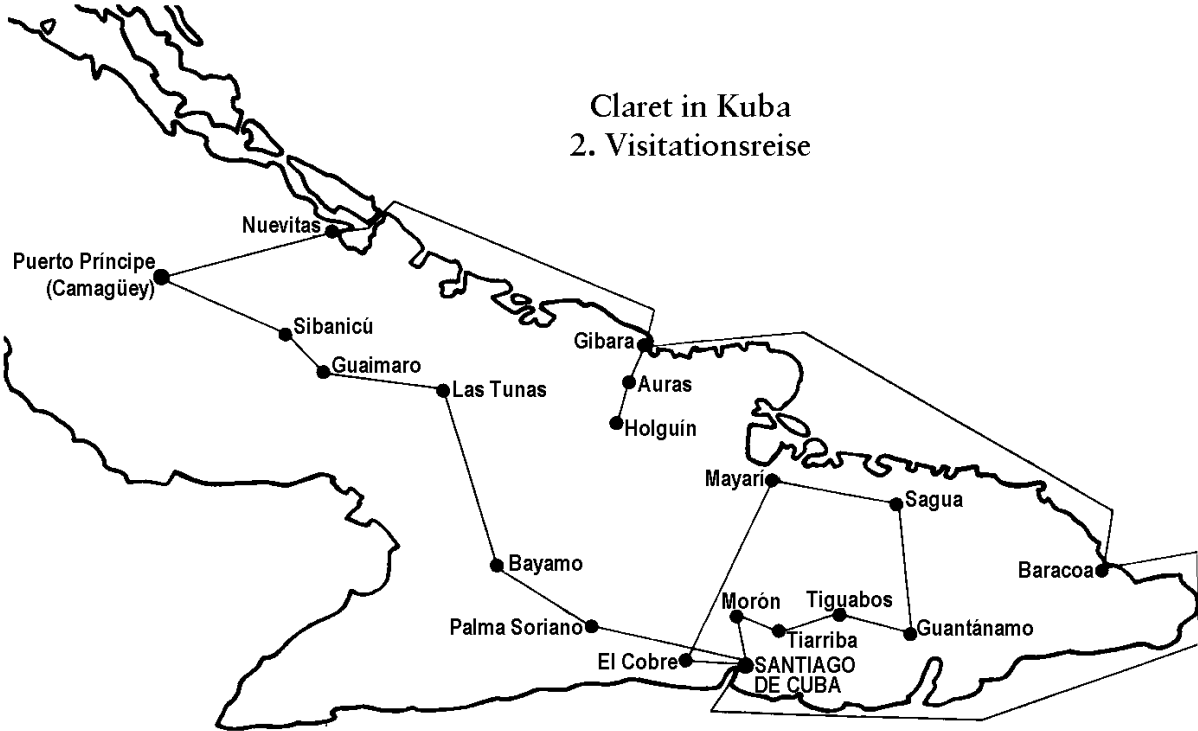 Claret in Kuba
2. Visitationsreise
Nuevitas
Puerto Príncipe
(Camagüey)
Sibanicú
Guaimaro
Las Tunas
Gibara
Auras
Holguín
Mayarí
Sagua
Bayamo
Baracoa
Morón
Tiguabos
Palma Soriano
Tiarriba
Guantánamo
El Cobre
SANTIAGO
DE CUBA